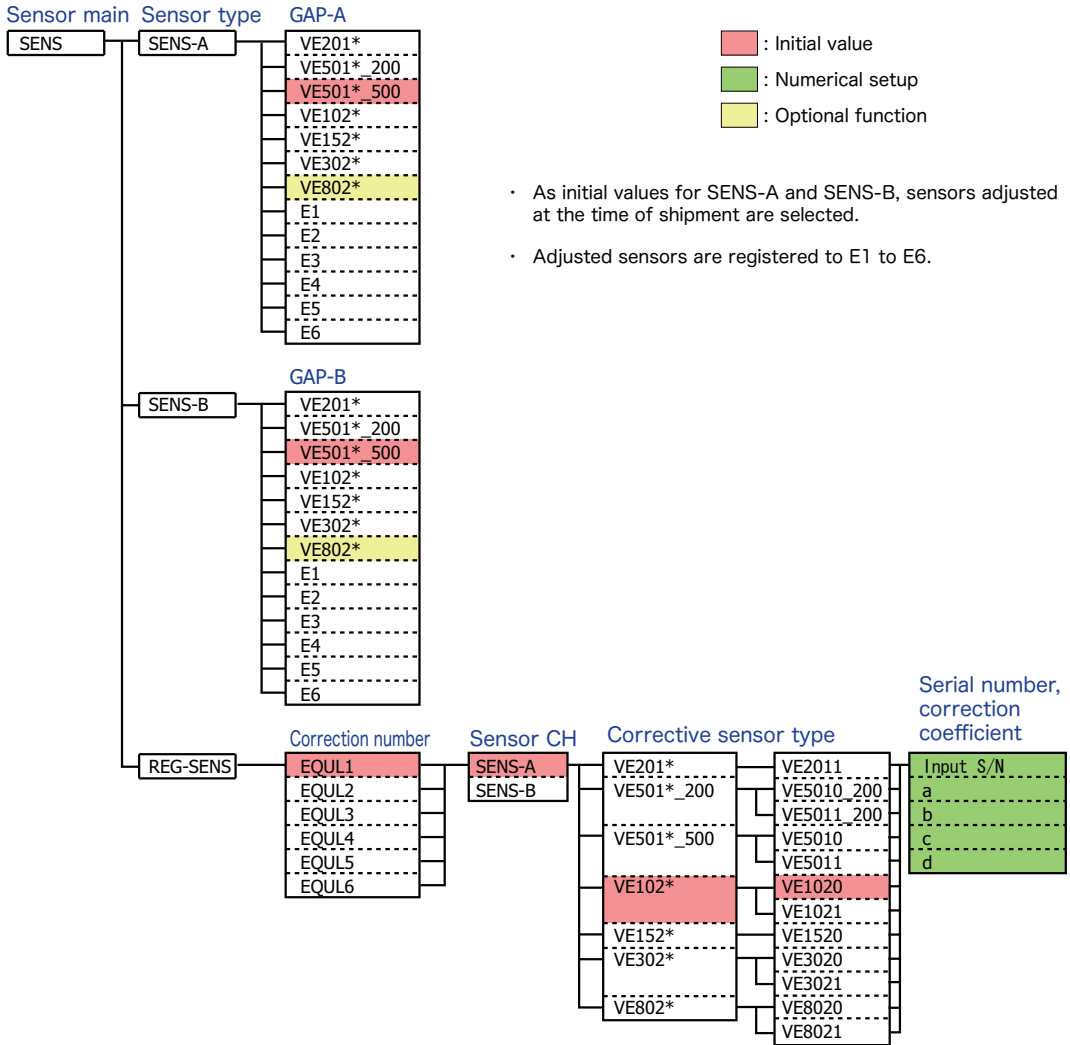 Sensor main
Sensor type
GAP-A
SENS
SENS-A
VE201*
VE501*_200
VE501*_500
VE102*
VE152*
VE302*
VE802*
E1
E2
E3
E4
E5
E6
: Initial value
: Numerical setup
: Optional function
・ As initial values for SENS-A and SENS-B, sensors adjusted
at the time of shipment are selected.
・ Adjusted sensors are registered to E1 to E6.
GAP-B
SENS-B
VE201*
VE501*_200
VE501*_500
VE102*
VE152*
VE302*
VE802*
E1
E2
E3
E4
E5
E6
Correction number
Sensor CH
Corrective sensor type
Serial number,
correction
coefficient
REG-SENS
EQUL1
EQUL2
EQUL3
EQUL4
EQUL5
EQUL6
SENS-A
SENS-B
VE201*
VE501*_200
VE501*_500
VE102*
VE152*
VE302*
VE802*
VE2011
VE5010_200
VE5011_200
VE5010
VE5011
VE1020
VE1021
VE1520
VE3020
VE3021
VE8020
VE8021
Input S/N
a
b
c
d